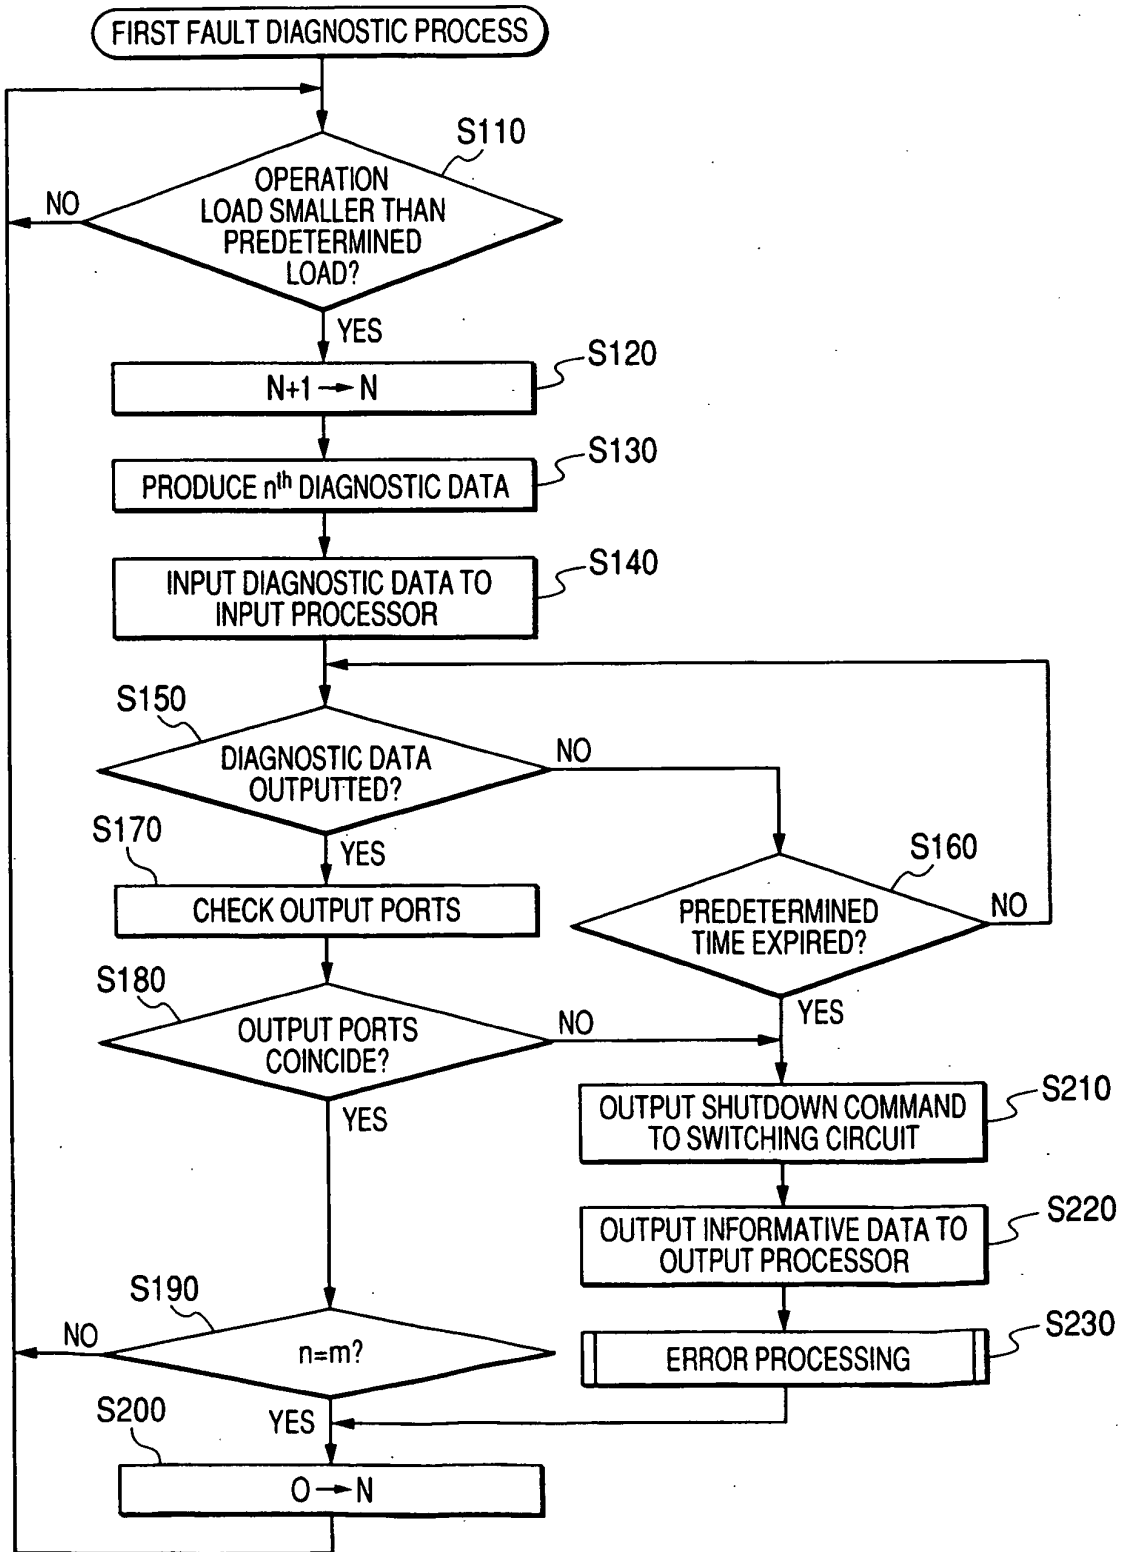 FIRST FAULT DIAGNOSTIC PROCESS
S110
OPERATION
LOAD SMALLER THAN
PREDETERMINED
LOAD?
NO
YES
S120
N+1 → N
S130
PRODUCE nth DIAGNOSTIC DATA
S140
INPUT DIAGNOSTIC DATA TO
INPUT PROCESSOR
S150
DIAGNOSTIC DATA
OUTPUTTED?
NO
YES
S160
PREDETERMINED
TIME EXPIRED?
NO
YES
S170
CHECK OUTPUT PORTS
S180
OUTPUT PORTS
COINCIDE?
NO
YES
S210
OUTPUT SHUTDOWN COMMAND
TO SWITCHING CIRCUIT
S220
OUTPUT INFORMATIVE DATA TO
OUTPUT PROCESSOR
S230
ERROR PROCESSING
S190
n=m?
NO
YES
S200
O → N